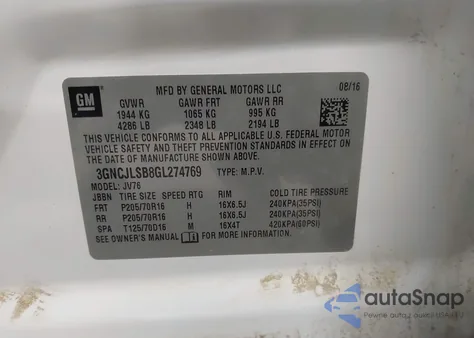 GM
MFD BY GENERAL MOTORS LLC 08/16
GVWR GAWR FRT GAWR RR
1944 KG 1065 KG 995 KG
4286 LB 2348 LB 2194 LB
THIS VEHICLE CONFORMS TO ALL APPLICABLE U.S. FEDERAL MOTOR
VEHICLE SAFETY AND THEFT PREVENTION STANDARDS IN EFFECT ON
THE DATE OF MANUFACTURE SHOWN ABOVE.
3GNCJLSB8GL274769 TYPE: M.P.V.
MODEL: JV76
JBBN TIRE SIZE SPEED RTG RIM COLD TIRE PRESSURE
FRT P205/70R16 H 16X6.5J 240KPA(35PSI)
RR P205/70R16 H 16X6.5J 240KPA(35PSI)
SPA T125/70D16 M 16X4T 420KPA(60PSI)
SEE OWNER'S MANUAL FOR ADDITIONAL INFORMATION
autoSnap
Pewne auto